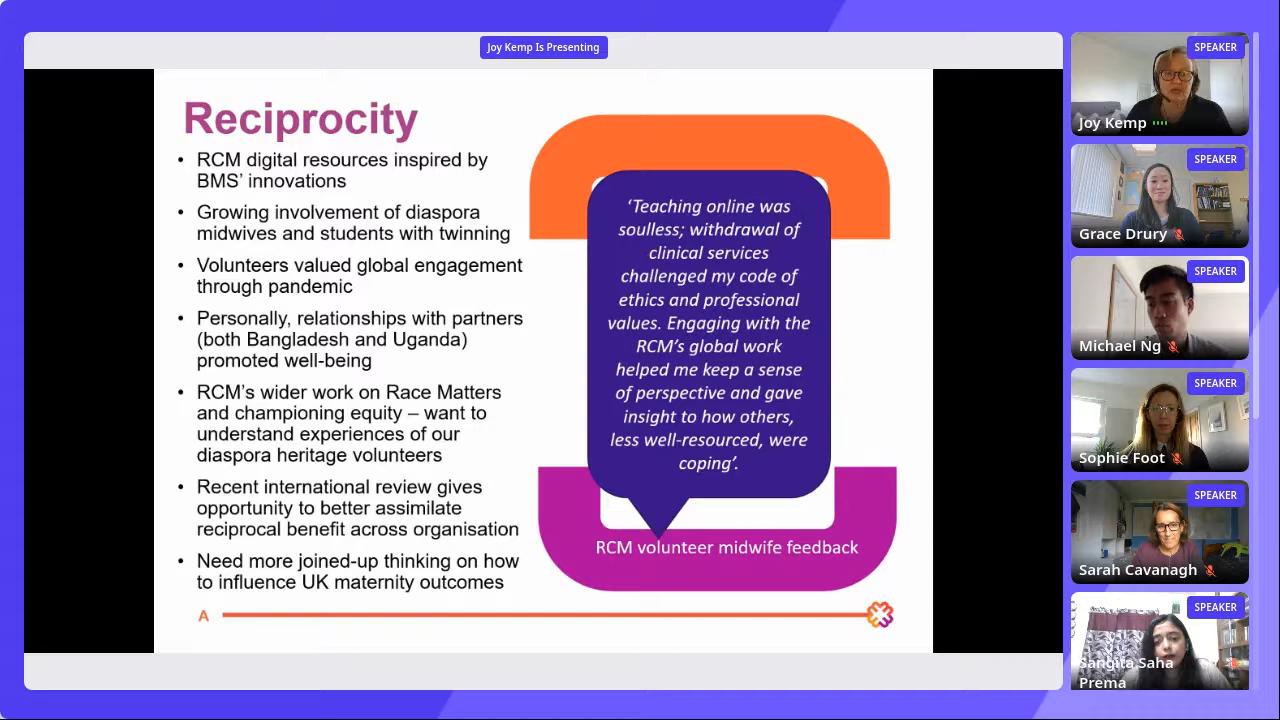 Joy Kemp Is Presenting
Reciprocity
• RCM digital resources inspired by
BMS' innovations
• Growing involvement of diaspora
midwives and students with twinning
• Volunteers valued global engagement
through pandemic
• Personally, relationships with partners
(both Bangladesh and Uganda)
promoted well-being
• RCM's wider work on Race Matters
and championing equity – want to
understand experiences of our
diaspora heritage volunteers
• Recent international review gives
opportunity to better assimilate
reciprocal benefit across organisation
• Need more joined-up thinking on how
to influence UK maternity outcomes
'Teaching online was
soulless; withdrawal of
clinical services
challenged my code of
ethics and professional
values. Engaging with the
RCM's global work
helped me keep a sense
of perspective and gave
insight to how others,
less well-resourced, were
coping'.
RCM volunteer midwife feedback
A
SPEAKER
Joy Kemp
SPEAKER
Grace Drury
SPEAKER
Michael Ng
SPEAKER
Sophie Foot
SPEAKER
Sarah Cavanagh
SPEAKER
Sangita Saha
Prema